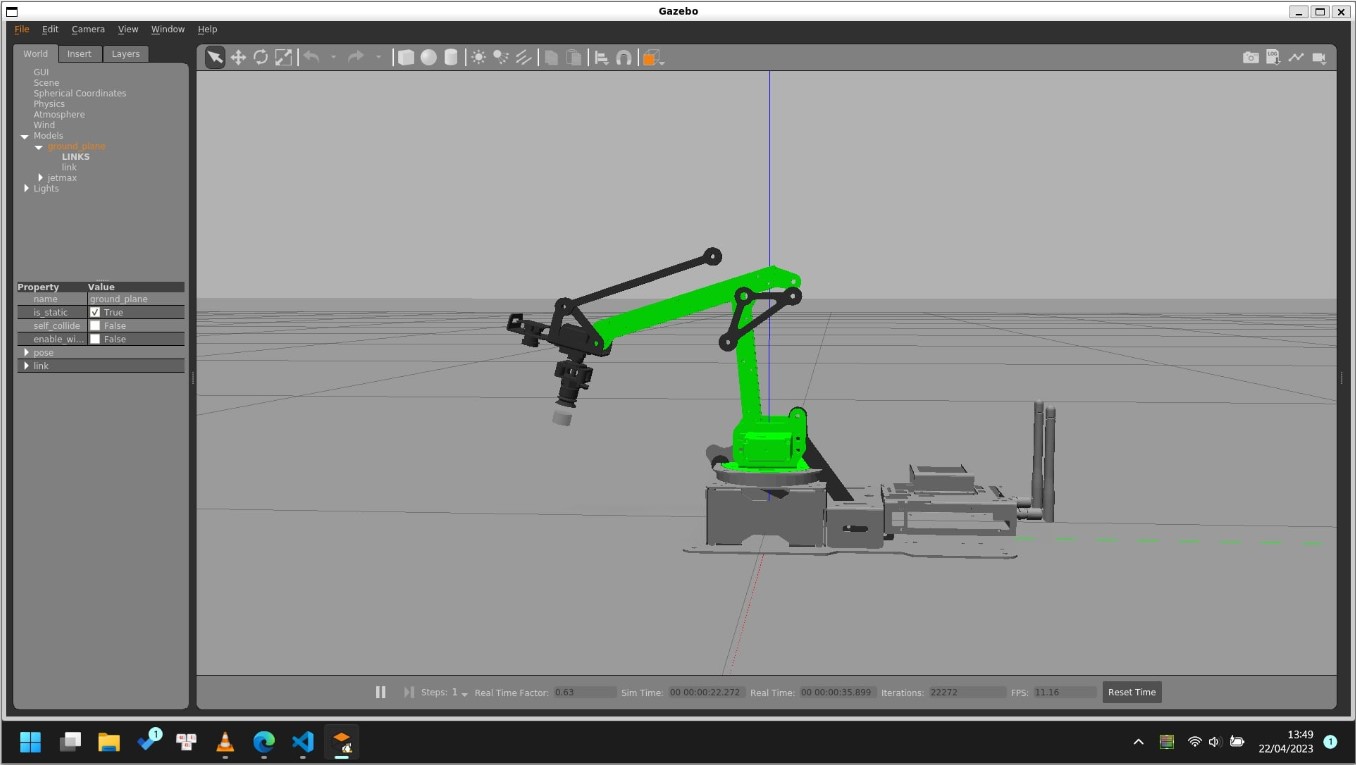 Gazebo
File Edit Camera View Window Help
World Insert Layers
GUI
Scene
Spherical Coordinates
Physics
Atmosphere
Wind
Models
ground_plane
LINKS
link
jetmax
Lights
Property Value
name ground_plane
is_static True
self_collide False
enable_wi... False
pose
link
Steps: 1 Real Time Factor: 0.63 Sim Time: 00 00:00:22.272 Real Time: 00 00:00:35.899 Iterations: 22272 FPS: 11.16 Reset Time
1
13:49
22/04/2023 1